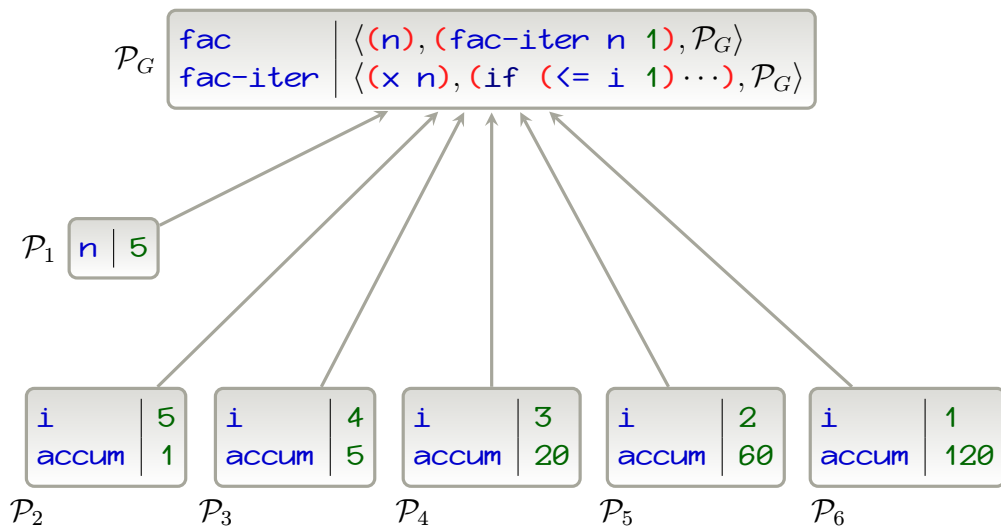 𝒫_G
fac | ⟨(n), (fac-iter n 1), 𝒫_G⟩
fac-iter | ⟨(x n), (if (<= i 1) ⋯), 𝒫_G⟩
𝒫_1
n | 5
i | 5
accum | 1
𝒫_2
i | 4
accum | 5
𝒫_3
i | 3
accum | 20
𝒫_4
i | 2
accum | 60
𝒫_5
i | 1
accum | 120
𝒫_6